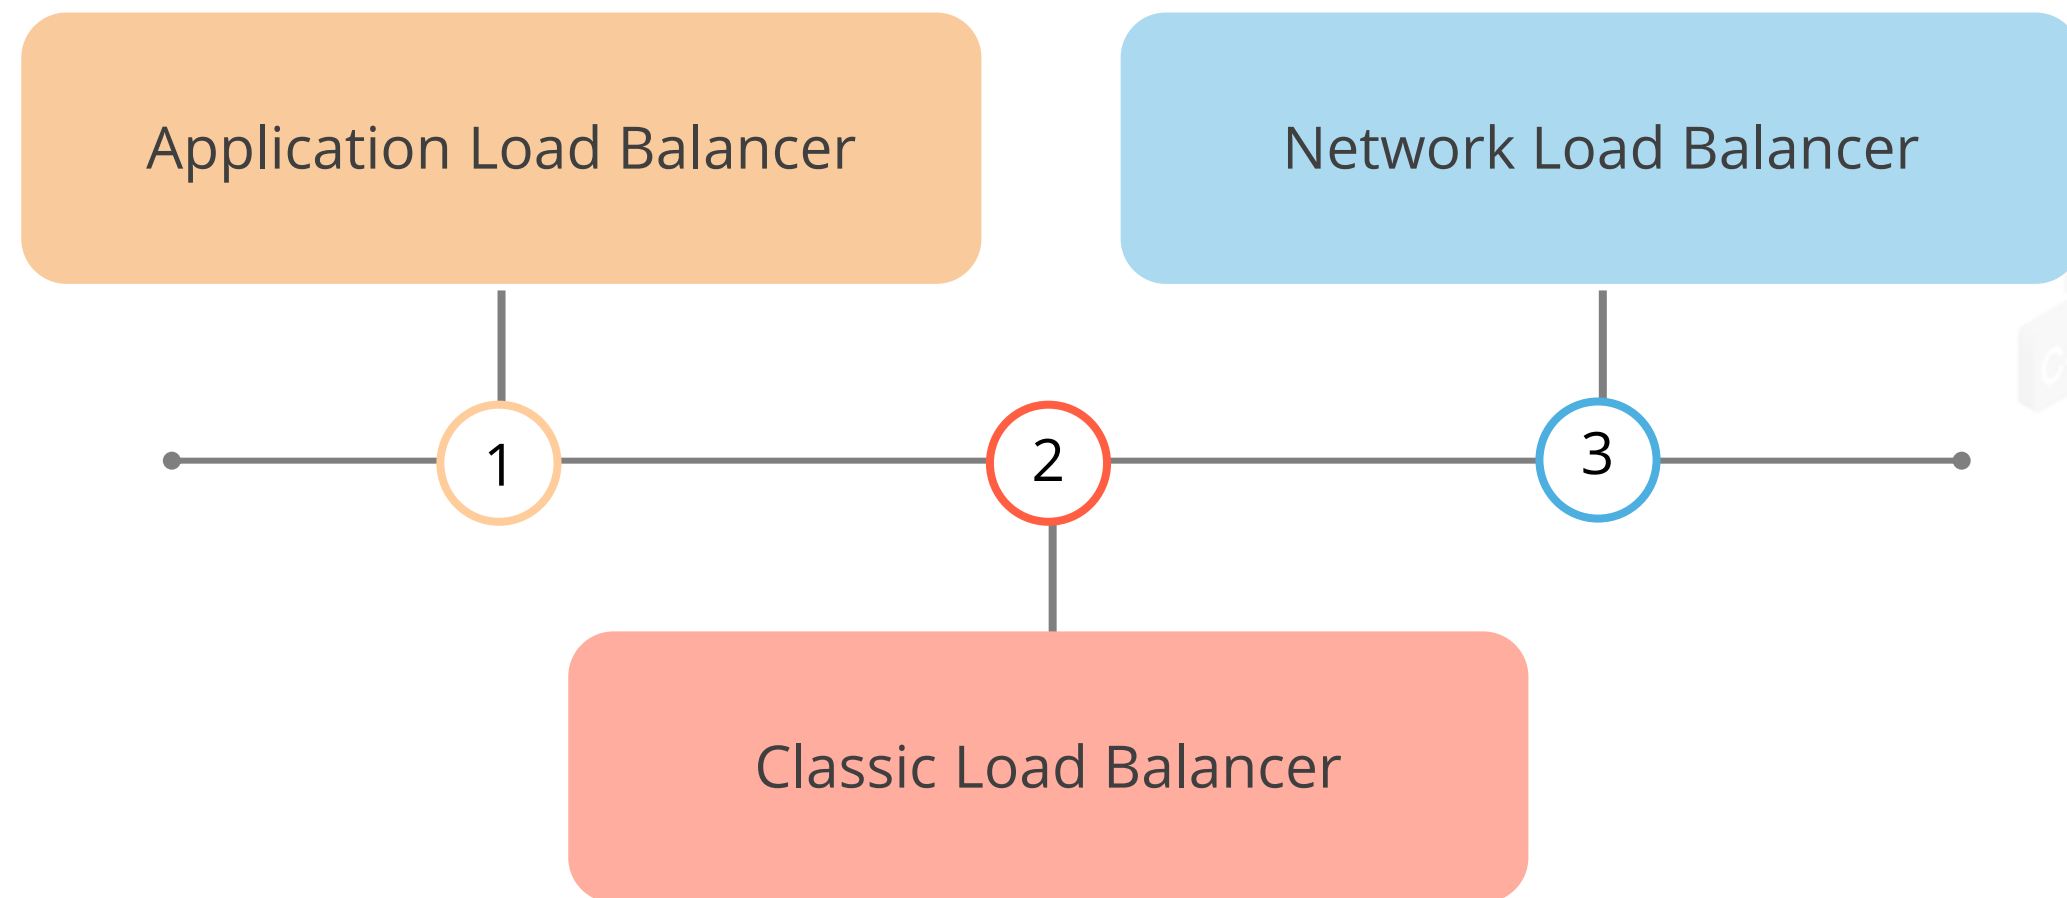 Application Load Balancer
Network Load Balancer
1
2
3
Classic Load Balancer